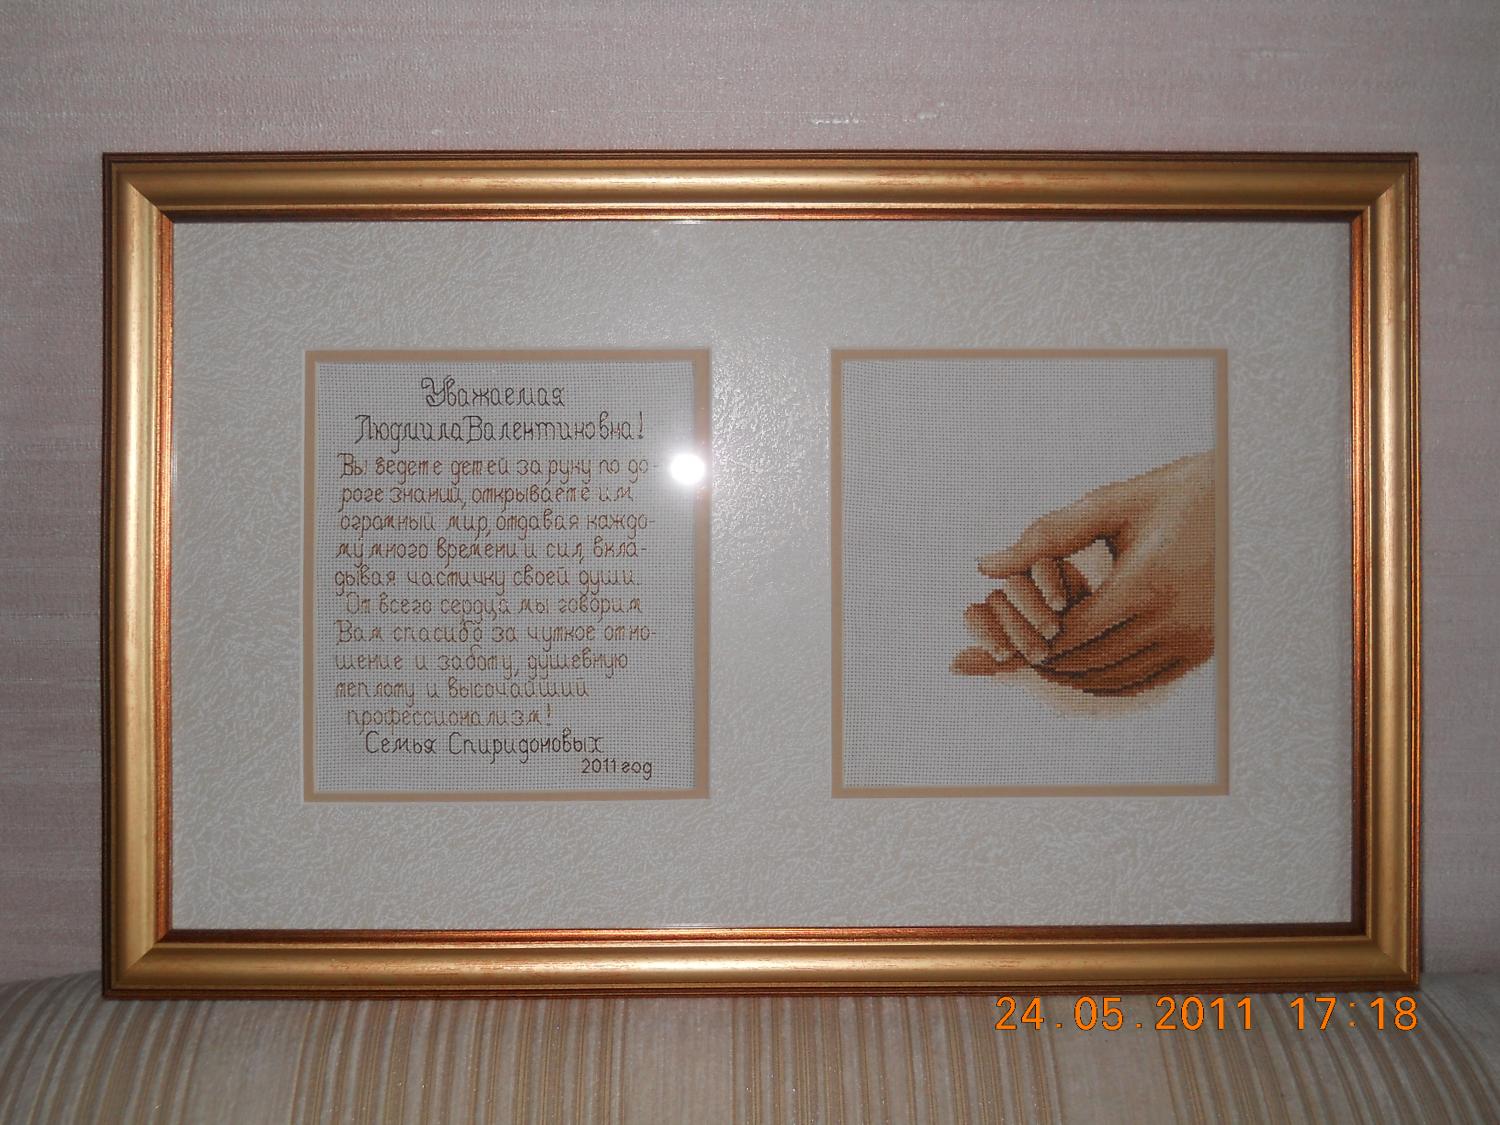 Уважаемая
Людмила Валентиновна!
Вы ведете детей за руку по до-
роге знаний, открываете им
огромный мир, отдавая каждо-
му много времени и сил, вкла-
дывая частичку своей души.
От всего сердца мы говорим
Вам спасибо за чуткое отно-
шение и заботу, душевную
теплоту и высочайший
профессионализм!
Семья Спиридоновых
2011 год
24.05.2011 17:18